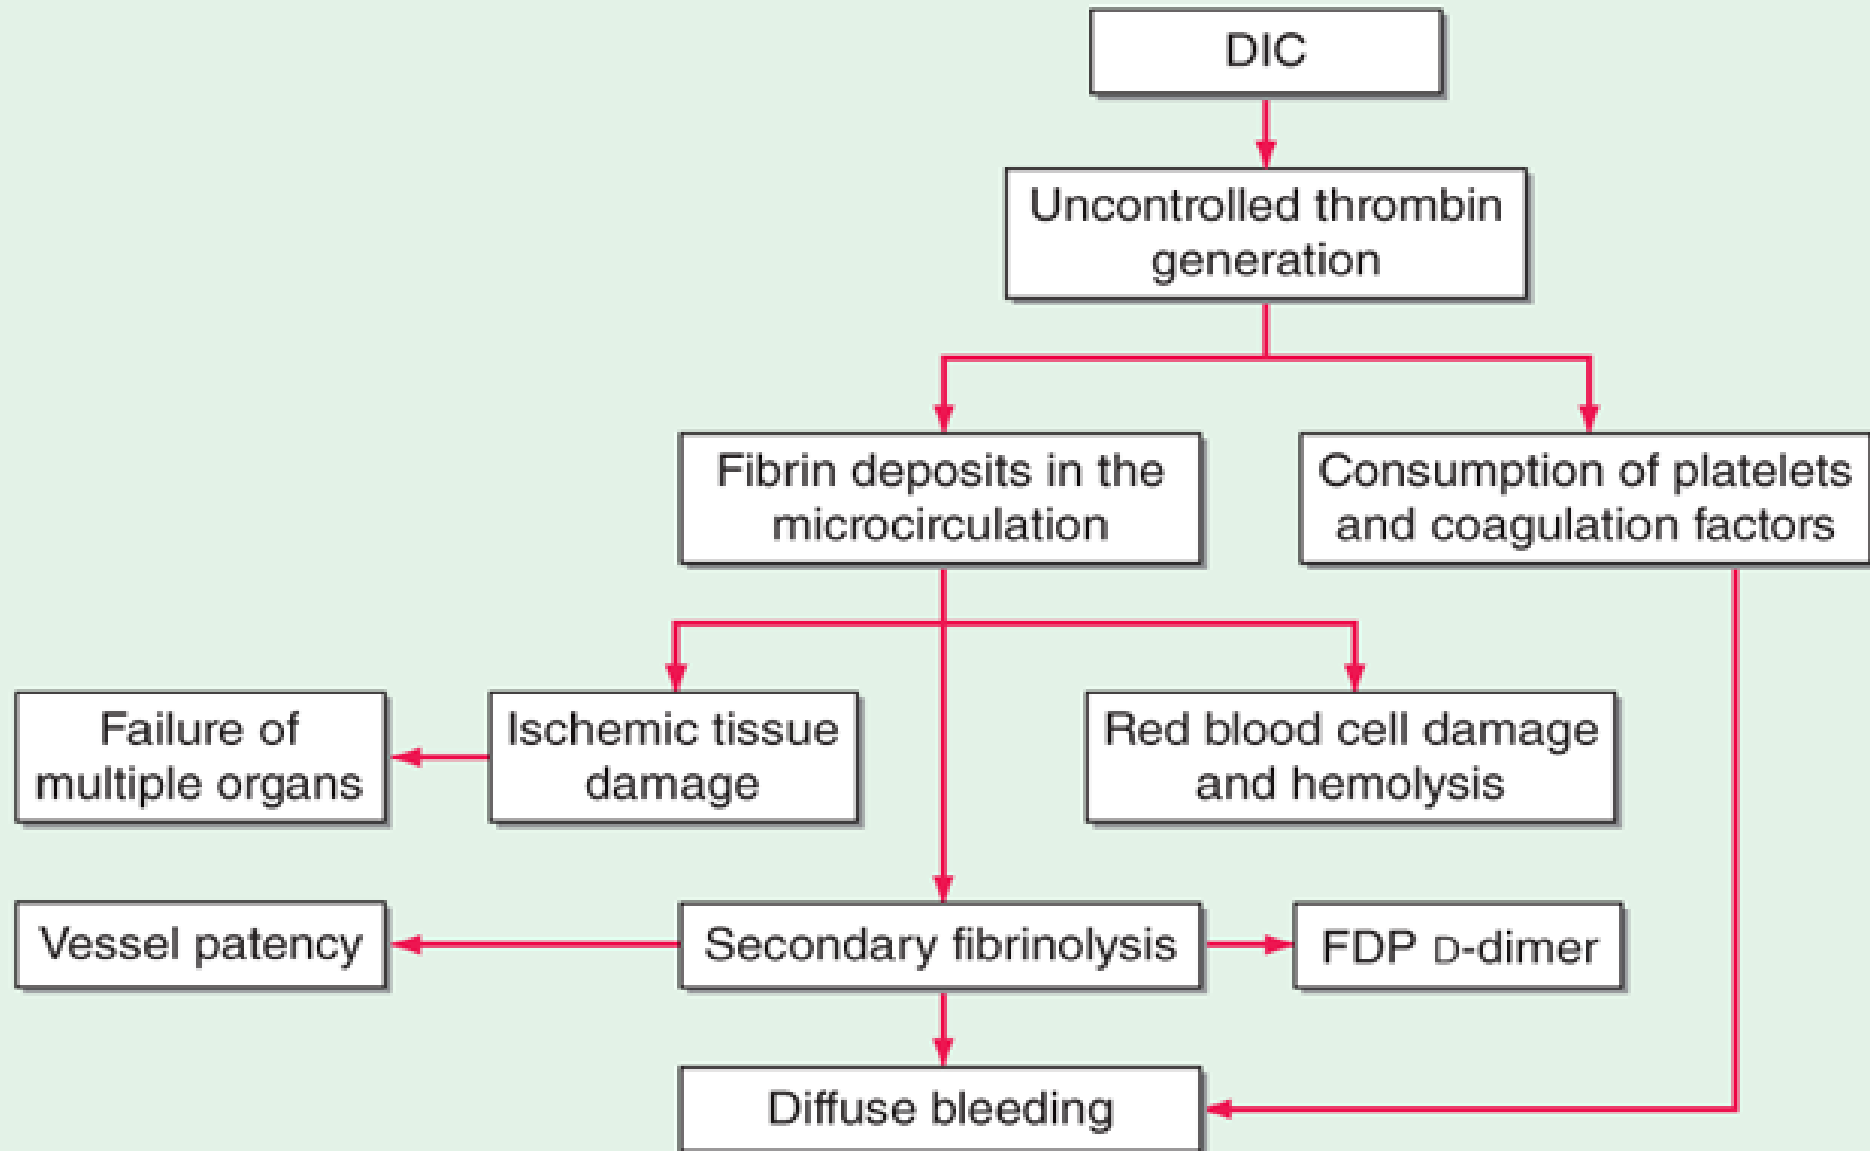 DIC
Uncontrolled thrombin
generation
Fibrin deposits in the
microcirculation
Consumption of platelets
and coagulation factors
Failure of
multiple organs
Ischemic tissue
damage
Red blood cell damage
and hemolysis
Vessel patency
Secondary fibrinolysis
FDP D-dimer
Diffuse bleeding